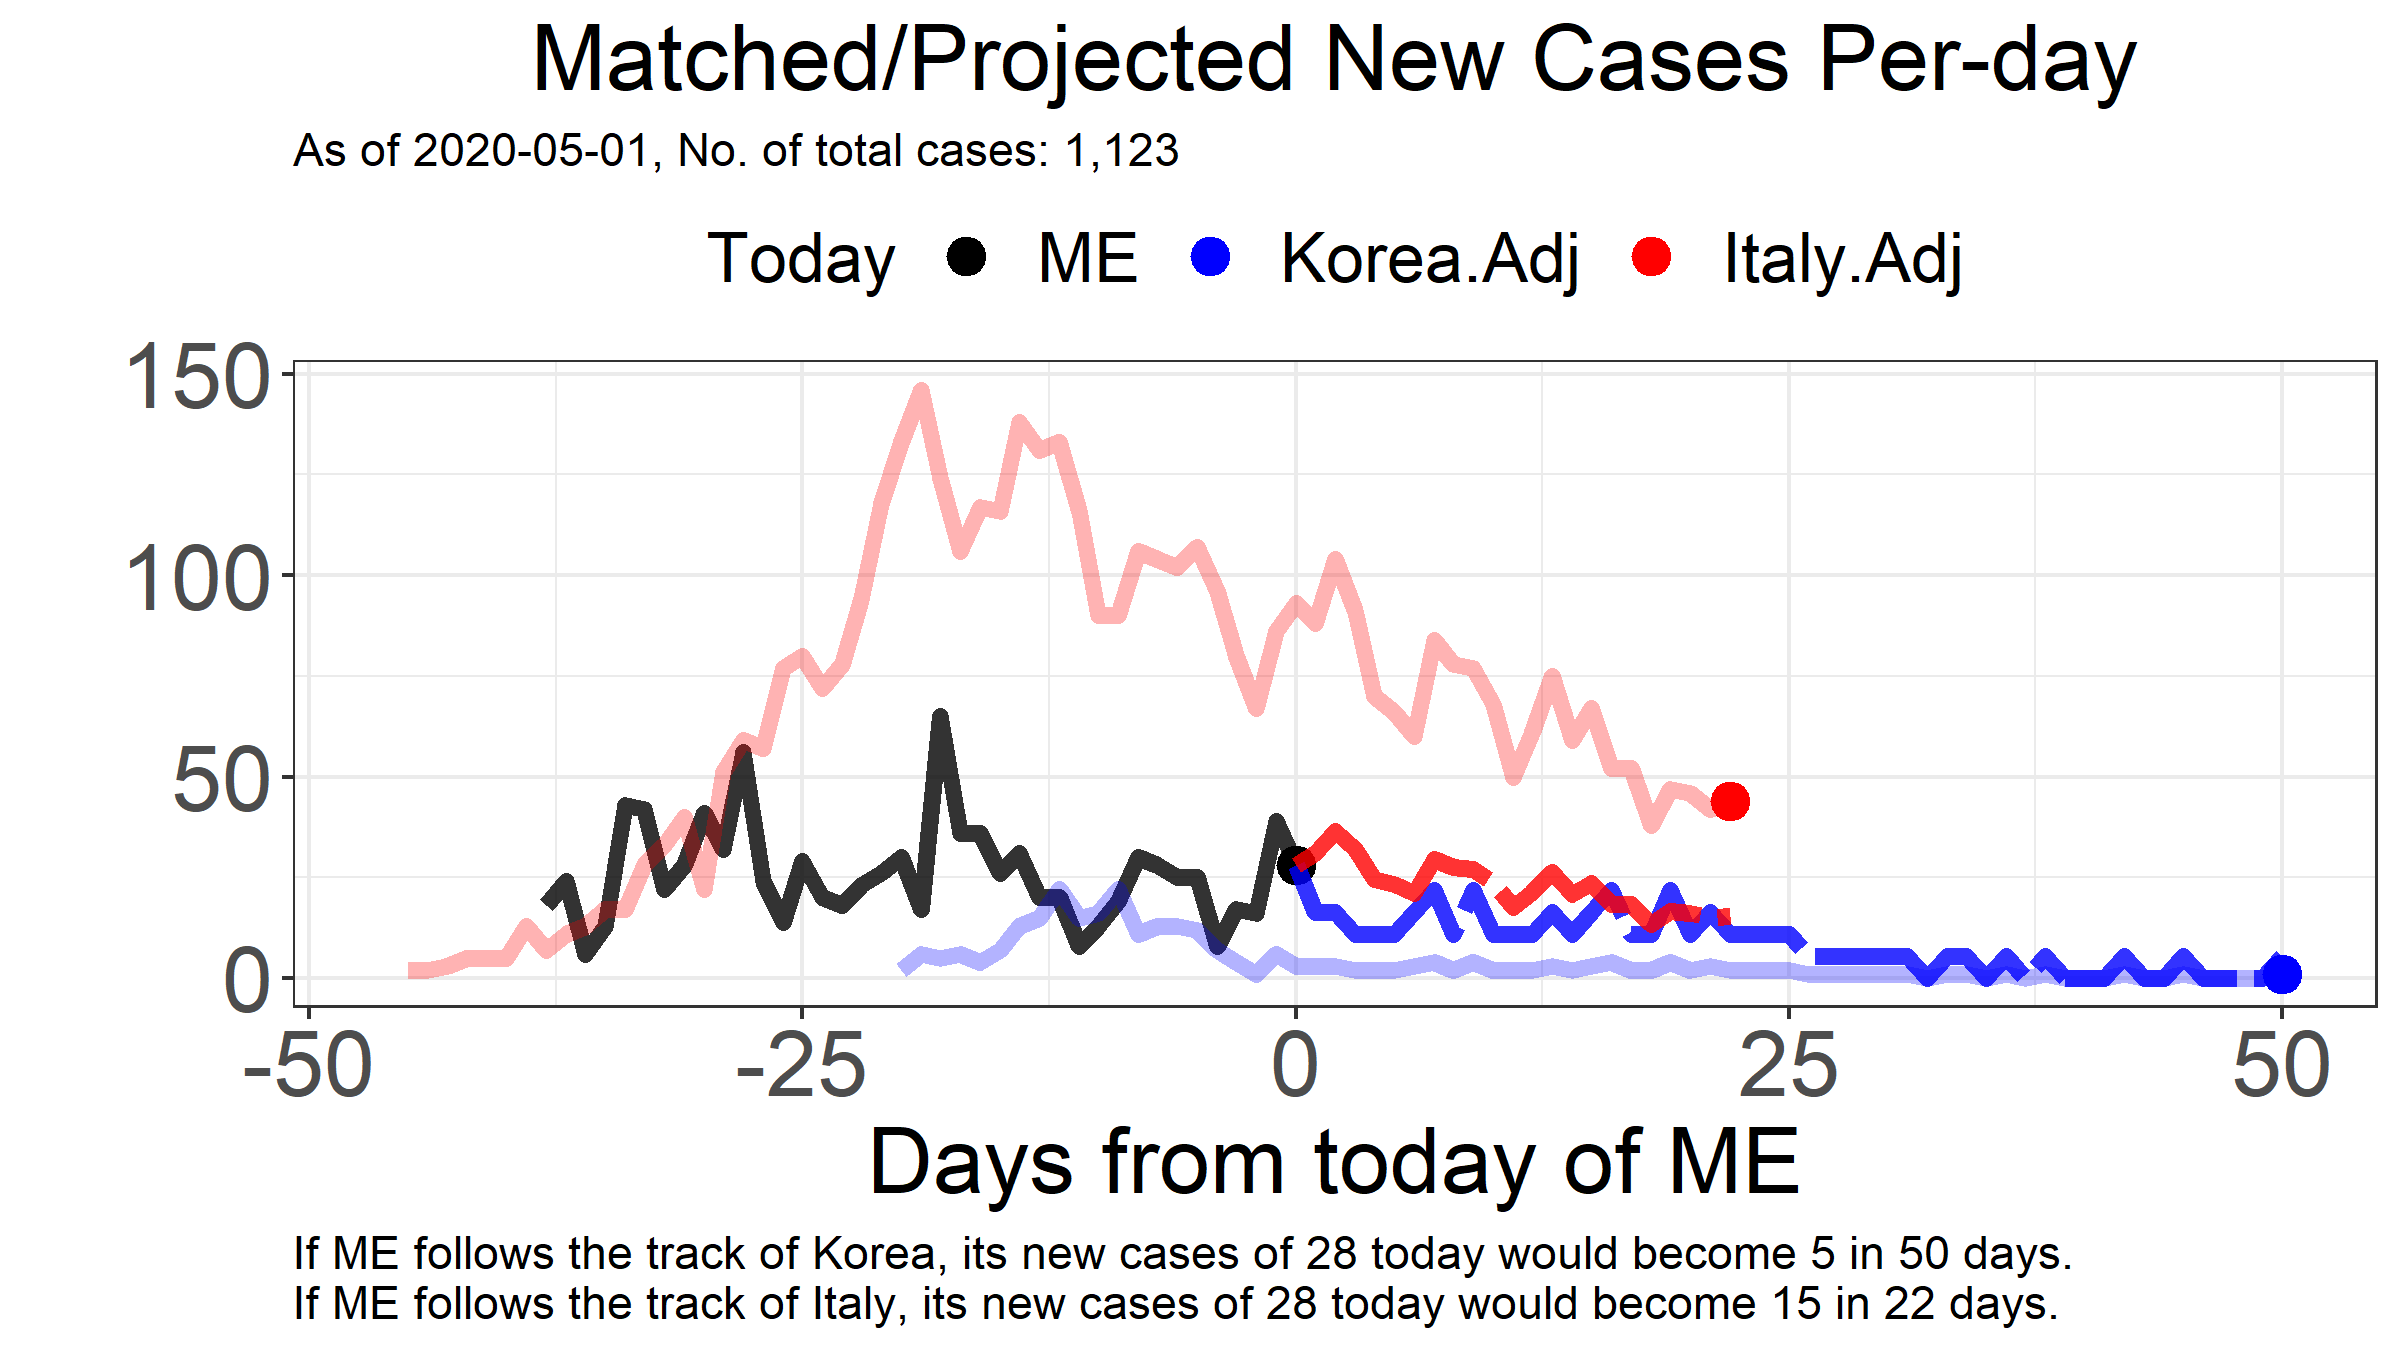 Matched/Projected New Cases Per-day
As of 2020-05-01, No. of total cases: 1,123
Today ME Korea.Adj Italy.Adj
150
100
50
0
-50 -25 0 25 50
Days from today of ME
If ME follows the track of Korea, its new cases of 28 today would become 5 in 50 days.
If ME follows the track of Italy, its new cases of 28 today would become 15 in 22 days.